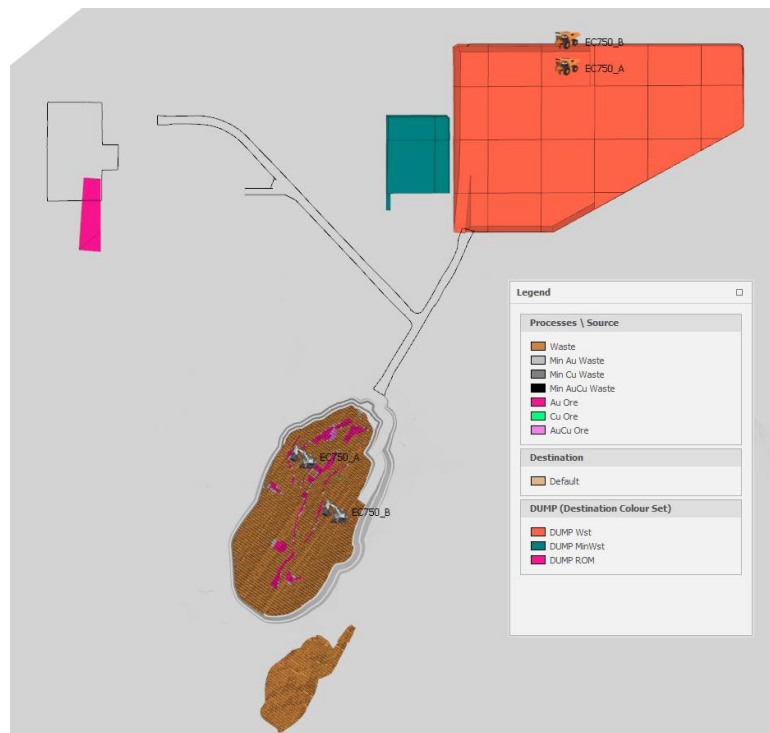 EC750_B
EC750_A
Legend
Processes \ Source
Waste
Min Au Waste
Min Cu Waste
Min AuCu Waste
Au Ore
Cu Ore
AuCu Ore
Destination
Default
DUMP (Destination Colour Set)
DUMP Wst
DUMP MinWst
DUMP ROM
EC750_A
EC750_B